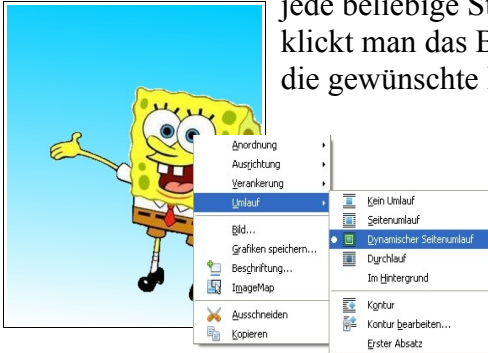 jede beliebige
klickt man das
die gewünschte
Anordnung
Ausrichtung
Verankerung
Umlauf
Bild...
Grafiken speichern...
Beschriftung...
ImageMap
Ausschneiden
Kopieren
Kein Umlauf
Seitenumlauf
Dynamischer Seitenumlauf
Durchlauf
Im Hintergrund
Kontur
Kontur bearbeiten...
Erster Absatz